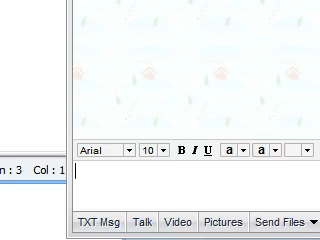 Arial 10 B I U a a
n : 3 Col : 1
TXT Msg Talk Video Pictures Send Files